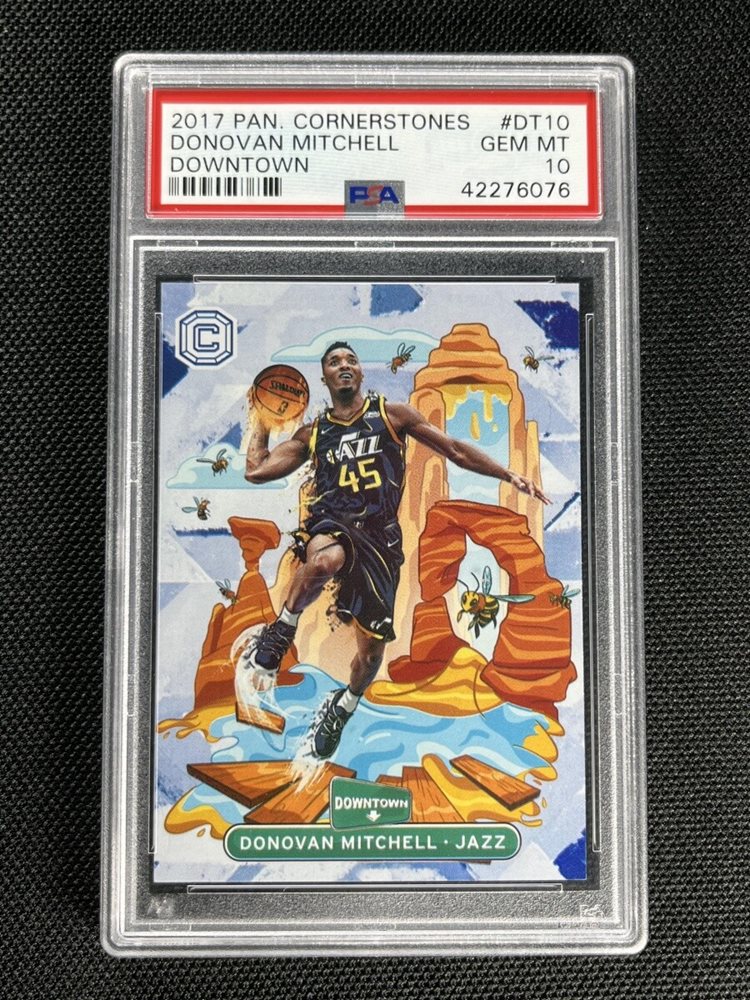 2017 PAN. CORNERSTONES #DT10
DONOVAN MITCHELL GEM MT
DOWNTOWN 10
PSA 42276076
C
SPALDING
JAZZ
45
DOWNTOWN
DONOVAN MITCHELL · JAZZ